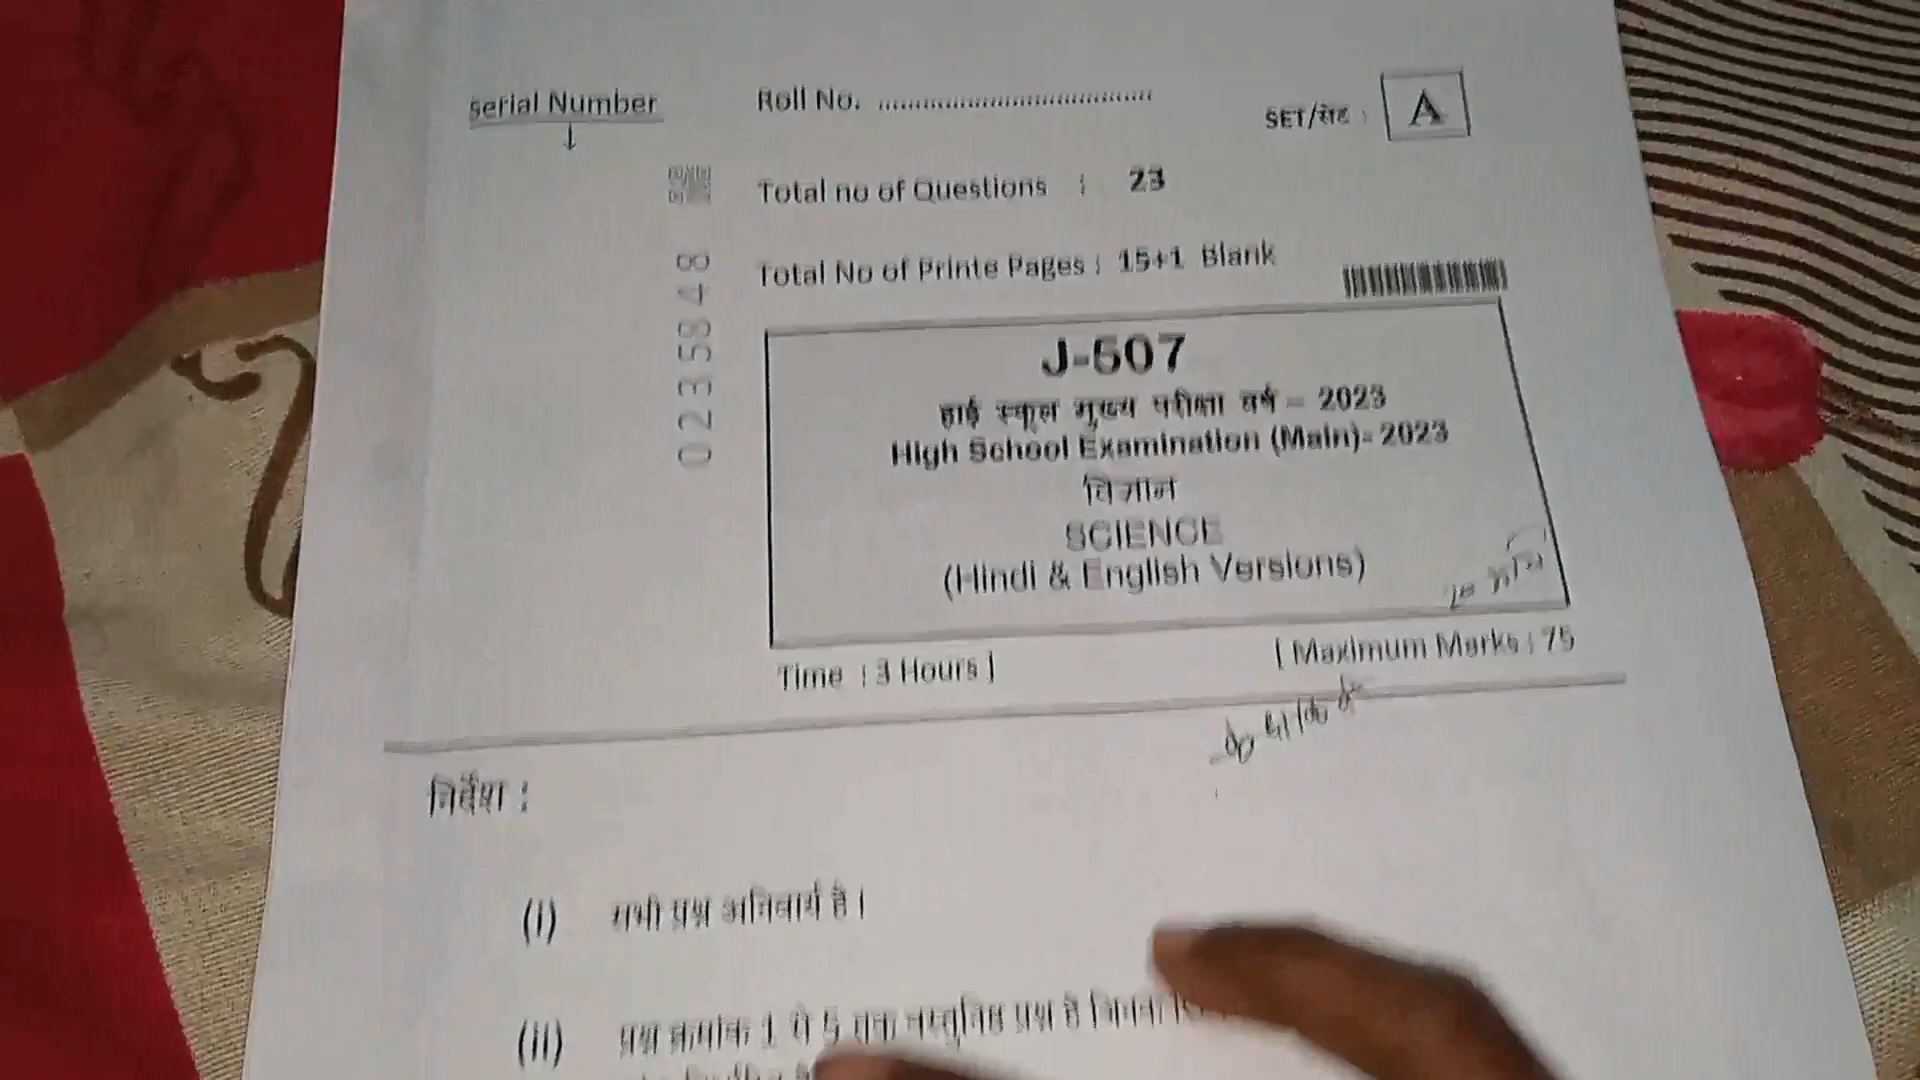 Serial Number
Roll No. ....................................
SET/सेट : A
Total no of Questions : 23
Total No of Printe Pages : 15+1 Blank
0235848
J-507
हाई स्कूल मुख्य परीक्षा वर्ष – 2023
High School Examination (Main)- 2023
विज्ञान
SCIENCE
(Hindi & English Versions)
Time : 3 Hours ]
[ Maximum Marks : 75
निर्देश :
(i) सभी प्रश्न अनिवार्य है।
(ii) प्रश्न क्रमांक 1 से 5 तक वस्तुनिष्ठ प्रश्न है